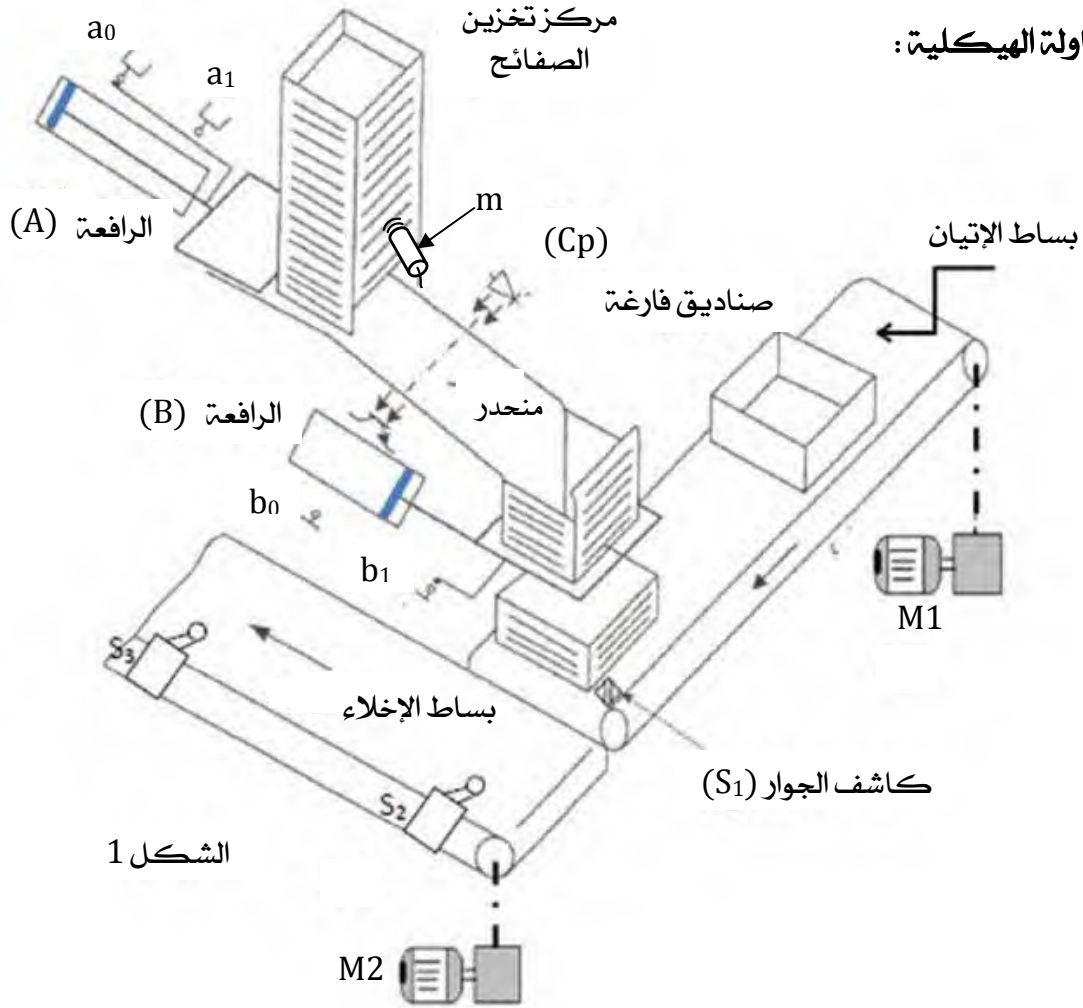 اولة الهيكلية :
مركز تخزين
الصفائح
a0
a1
m
(A) الرافعة
(Cp)
بساط الإتيان
صناديق فارغة
(B) الرافعة
منحدر
b0
b1
M1
S3
بساط الإخلاء
كاشف الجوار (S1)
S2
الشكل 1
M2